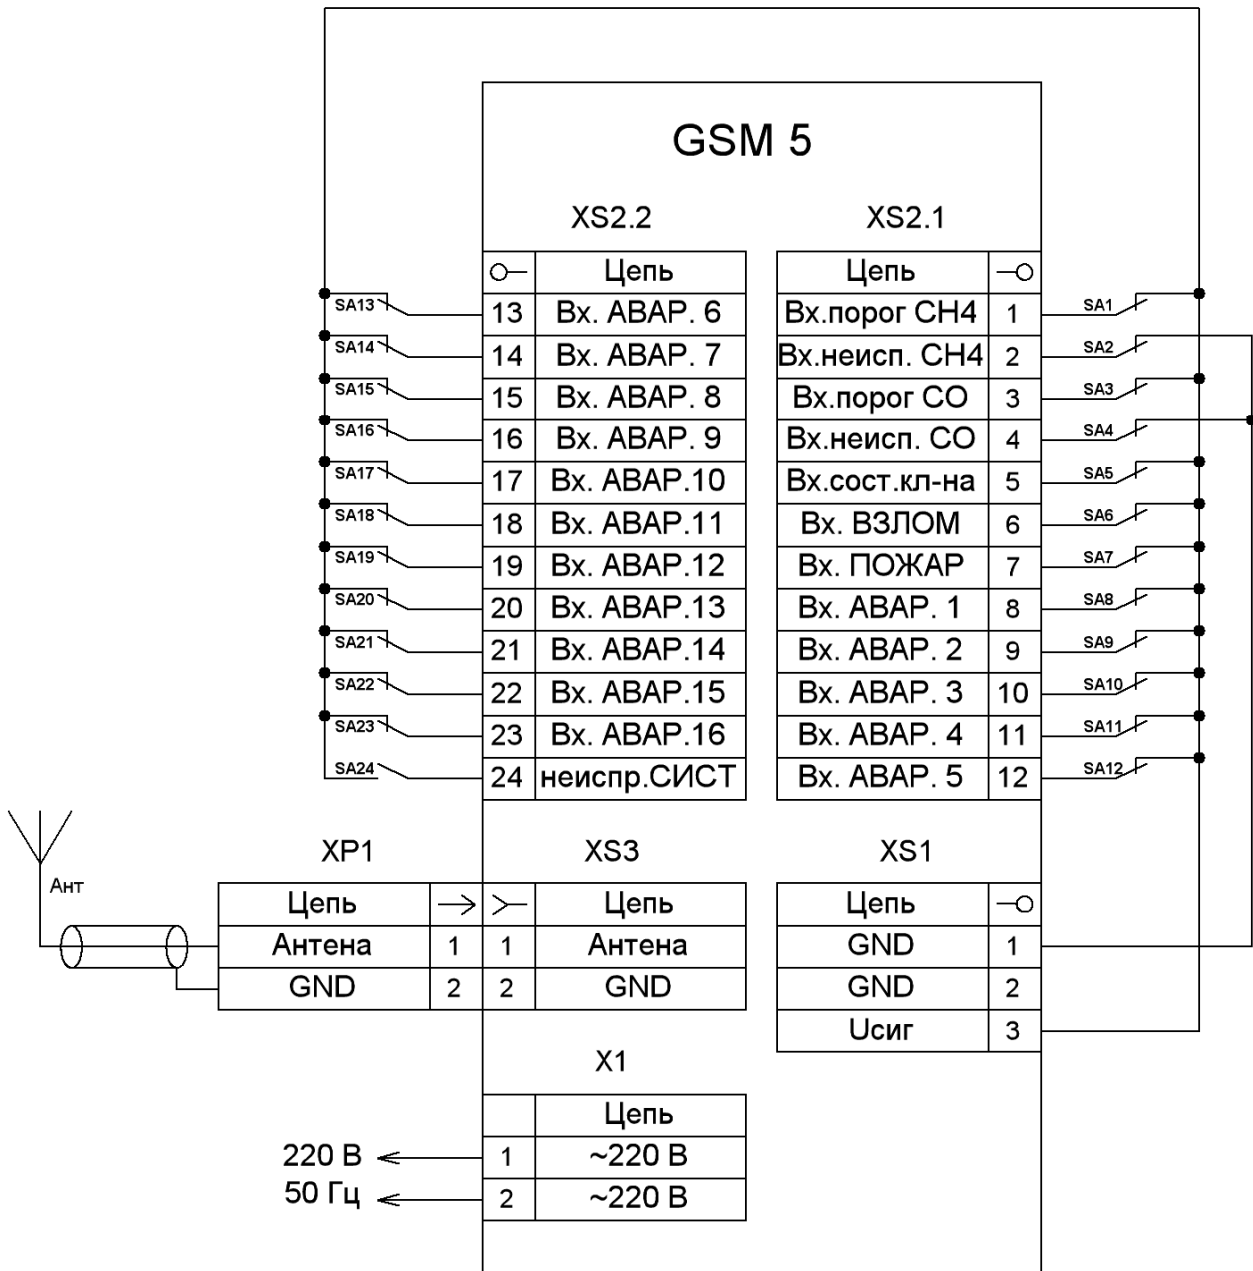 GSM 5
XS2.2 XS2.1
Цепь Цепь
SA13 13 Вх. АВАР. 6 Вх.порог СН4 1 SA1
SA14 14 Вх. АВАР. 7 Вх.неисп. СН4 2 SA2
SA15 15 Вх. АВАР. 8 Вх.порог СО 3 SA3
SA16 16 Вх. АВАР. 9 Вх.неисп. СО 4 SA4
SA17 17 Вх. АВАР.10 Вх.сост.кл-на 5 SA5
SA18 18 Вх. АВАР.11 Вх. ВЗЛОМ 6 SA6
SA19 19 Вх. АВАР.12 Вх. ПОЖАР 7 SA7
SA20 20 Вх. АВАР.13 Вх. АВАР. 1 8 SA8
SA21 21 Вх. АВАР.14 Вх. АВАР. 2 9 SA9
SA22 22 Вх. АВАР.15 Вх. АВАР. 3 10 SA10
SA23 23 Вх. АВАР.16 Вх. АВАР. 4 11 SA11
SA24 24 неиспр.СИСТ Вх. АВАР. 5 12 SA12
XP1 XS3 XS1
Ант
Цепь Цепь Цепь
Антена 1 1 Антена GND 1
GND 2 2 GND GND 2
Uсиг 3
X1
Цепь
220 В 1 ~220 В
50 Гц 2 ~220 В